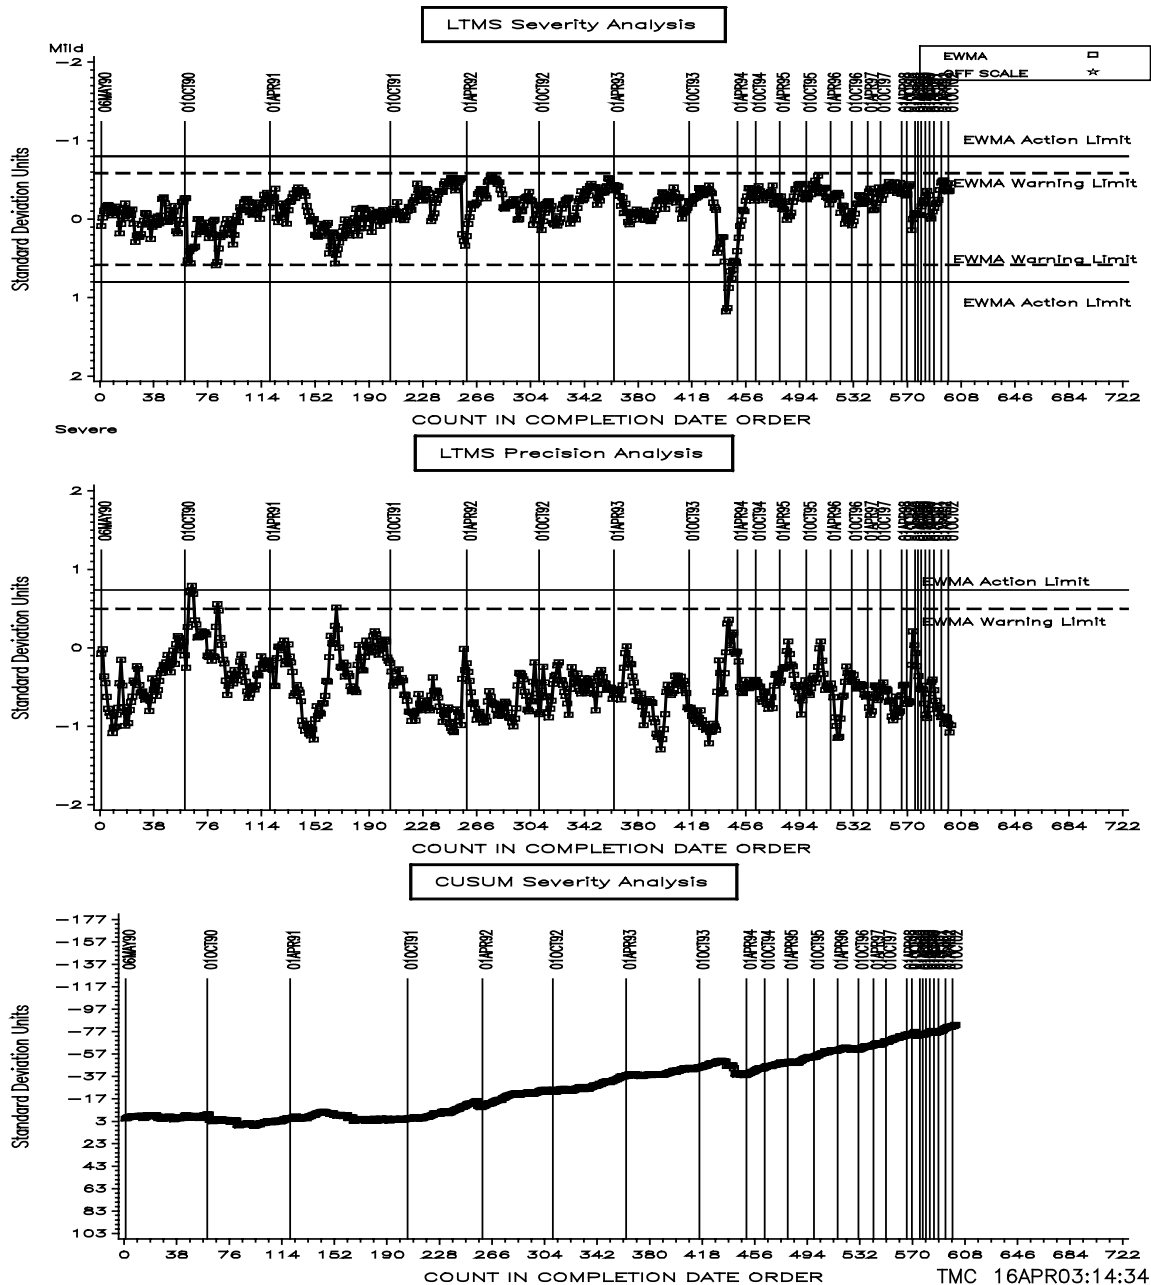 LTMS Severity Analysis
Mild
EWMA
OFF SCALE
-2
-1
0
1
2
Standard Deviation Units
06MAY90 01OCT90 01APR91 01OCT91 01APR92 01OCT92 01APR93 01OCT93 01APR94 01OCT94 01APR95 01OCT95 01APR96 01OCT96 01APR97 01OCT97 01APR98 01OCT02
EWMA Action Limit
EWMA Warning Limit
EWMA Warning Limit
EWMA Action Limit
0 38 76 114 152 190 228 266 304 342 380 418 456 494 532 570 608 646 684 722
COUNT IN COMPLETION DATE ORDER
Severe
LTMS Precision Analysis
2
1
0
-1
-2
Standard Deviation Units
06MAY90 01OCT90 01APR91 01OCT91 01APR92 01OCT92 01APR93 01OCT93 01APR94 01OCT94 01APR95 01OCT95 01APR96 01OCT96 01APR97 01OCT97 01APR98 01OCT02
EWMA Action Limit
EWMA Warning Limit
0 38 76 114 152 190 228 266 304 342 380 418 456 494 532 570 608 646 684 722
COUNT IN COMPLETION DATE ORDER
CUSUM Severity Analysis
-177
-157
-137
-117
-97
-77
-57
-37
-17
3
23
43
63
83
103
Standard Deviation Units
06MAY90 01OCT90 01APR91 01OCT91 01APR92 01OCT92 01APR93 01OCT93 01APR94 01OCT94 01APR95 01OCT95 01APR96 01OCT96 01APR97 01OCT97 01APR98 01OCT02
0 38 76 114 152 190 228 266 304 342 380 418 456 494 532 570 608 646 684 722
COUNT IN COMPLETION DATE ORDER
TMC 16APR03:14:34